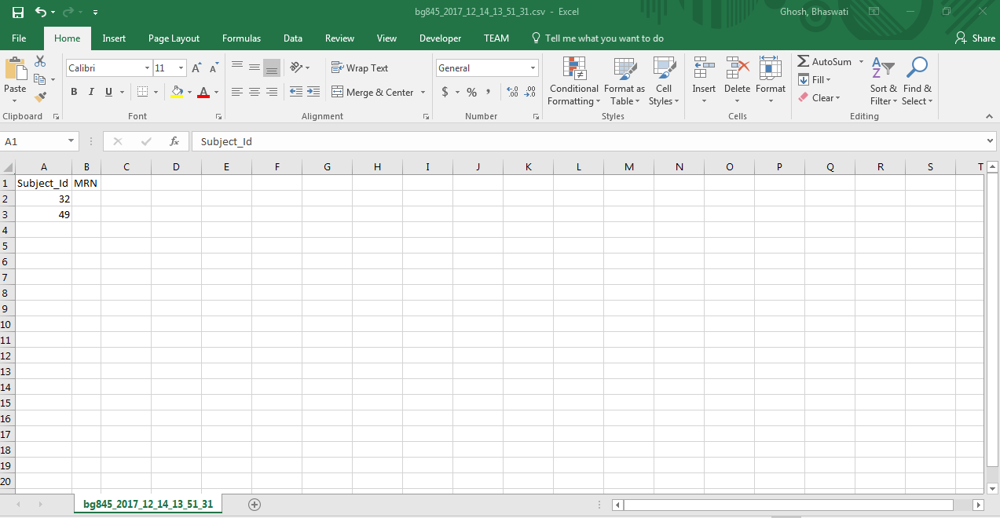 bg845_2017_12_14_13_51_31.csv - Excel
Ghosh, Bhaswati
File Home Insert Page Layout Formulas Data Review View Developer TEAM Tell me what you want to do Share
Calibri 11 Wrap Text General AutoSum
Paste Conditional Formatting Format as Table Cell Styles Insert Delete Format Fill Sort & Filter Find & Select
B I U Merge & Center $ % , Clear
Clipboard Font Alignment Number Styles Cells Editing
A1 fx Subject_Id
A B C D E F G H I J K L M N O P Q R S T
1 Subject_Id MRN
2 32
3 49
4
5
6
7
8
9
10
11
12
13
14
15
16
17
18
19
20
bg845_2017_12_14_13_51_31